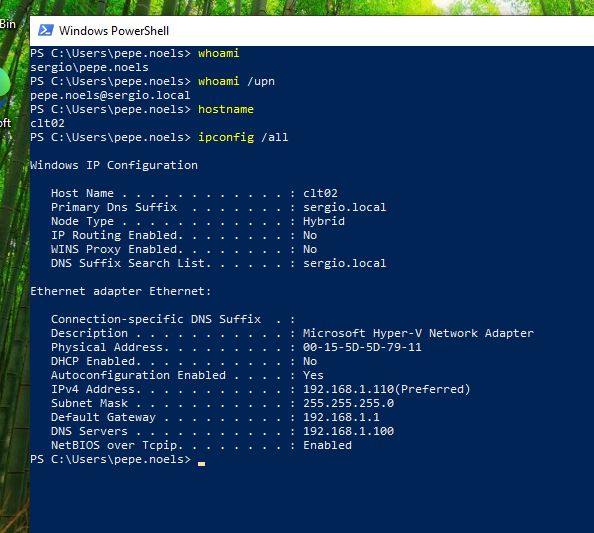 Bin
oft
Windows PowerShell
PS C:\Users\pepe.noels> whoami
sergio\pepe.noels
PS C:\Users\pepe.noels> whoami /upn
pepe.noels@sergio.local
PS C:\Users\pepe.noels> hostname
clt02
PS C:\Users\pepe.noels> ipconfig /all

Windows IP Configuration

   Host Name . . . . . . . . . . . . : clt02
   Primary Dns Suffix  . . . . . . . : sergio.local
   Node Type . . . . . . . . . . . . : Hybrid
   IP Routing Enabled. . . . . . . . : No
   WINS Proxy Enabled. . . . . . . . : No
   DNS Suffix Search List. . . . . . : sergio.local

Ethernet adapter Ethernet:

   Connection-specific DNS Suffix  . :
   Description . . . . . . . . . . . : Microsoft Hyper-V Network Adapter
   Physical Address. . . . . . . . . : 00-15-5D-5D-79-11
   DHCP Enabled. . . . . . . . . . . : No
   Autoconfiguration Enabled . . . . : Yes
   IPv4 Address. . . . . . . . . . . : 192.168.1.110(Preferred)
   Subnet Mask . . . . . . . . . . . : 255.255.255.0
   Default Gateway . . . . . . . . . : 192.168.1.1
   DNS Servers . . . . . . . . . . . : 192.168.1.100
   NetBIOS over Tcpip. . . . . . . . : Enabled
PS C:\Users\pepe.noels>